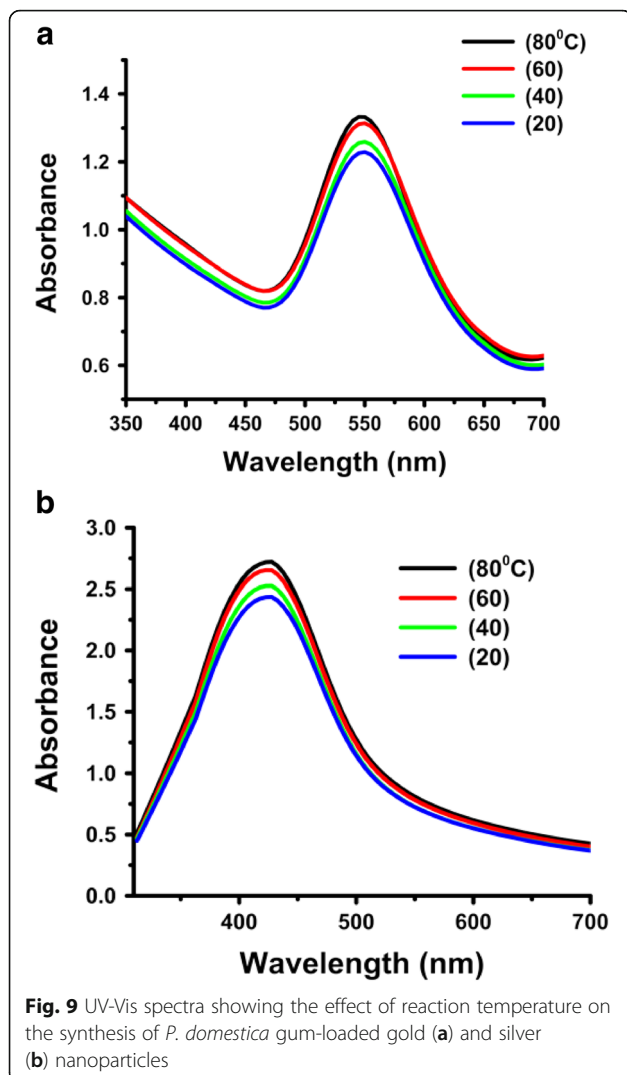 a
(80⁰C)
(60)
(40)
(20)
1.4
1.2
1.0
0.8
0.6
Absorbance
350 400 450 500 550 600 650 700
Wavelength (nm)
b
(80⁰C)
(60)
(40)
(20)
3.0
2.5
2.0
1.5
1.0
0.5
0.0
Absorbance
400 500 600 700
Wavelength (nm)
Fig. 9 UV-Vis spectra showing the effect of reaction temperature on
the synthesis of P. domestica gum-loaded gold (a) and silver
(b) nanoparticles